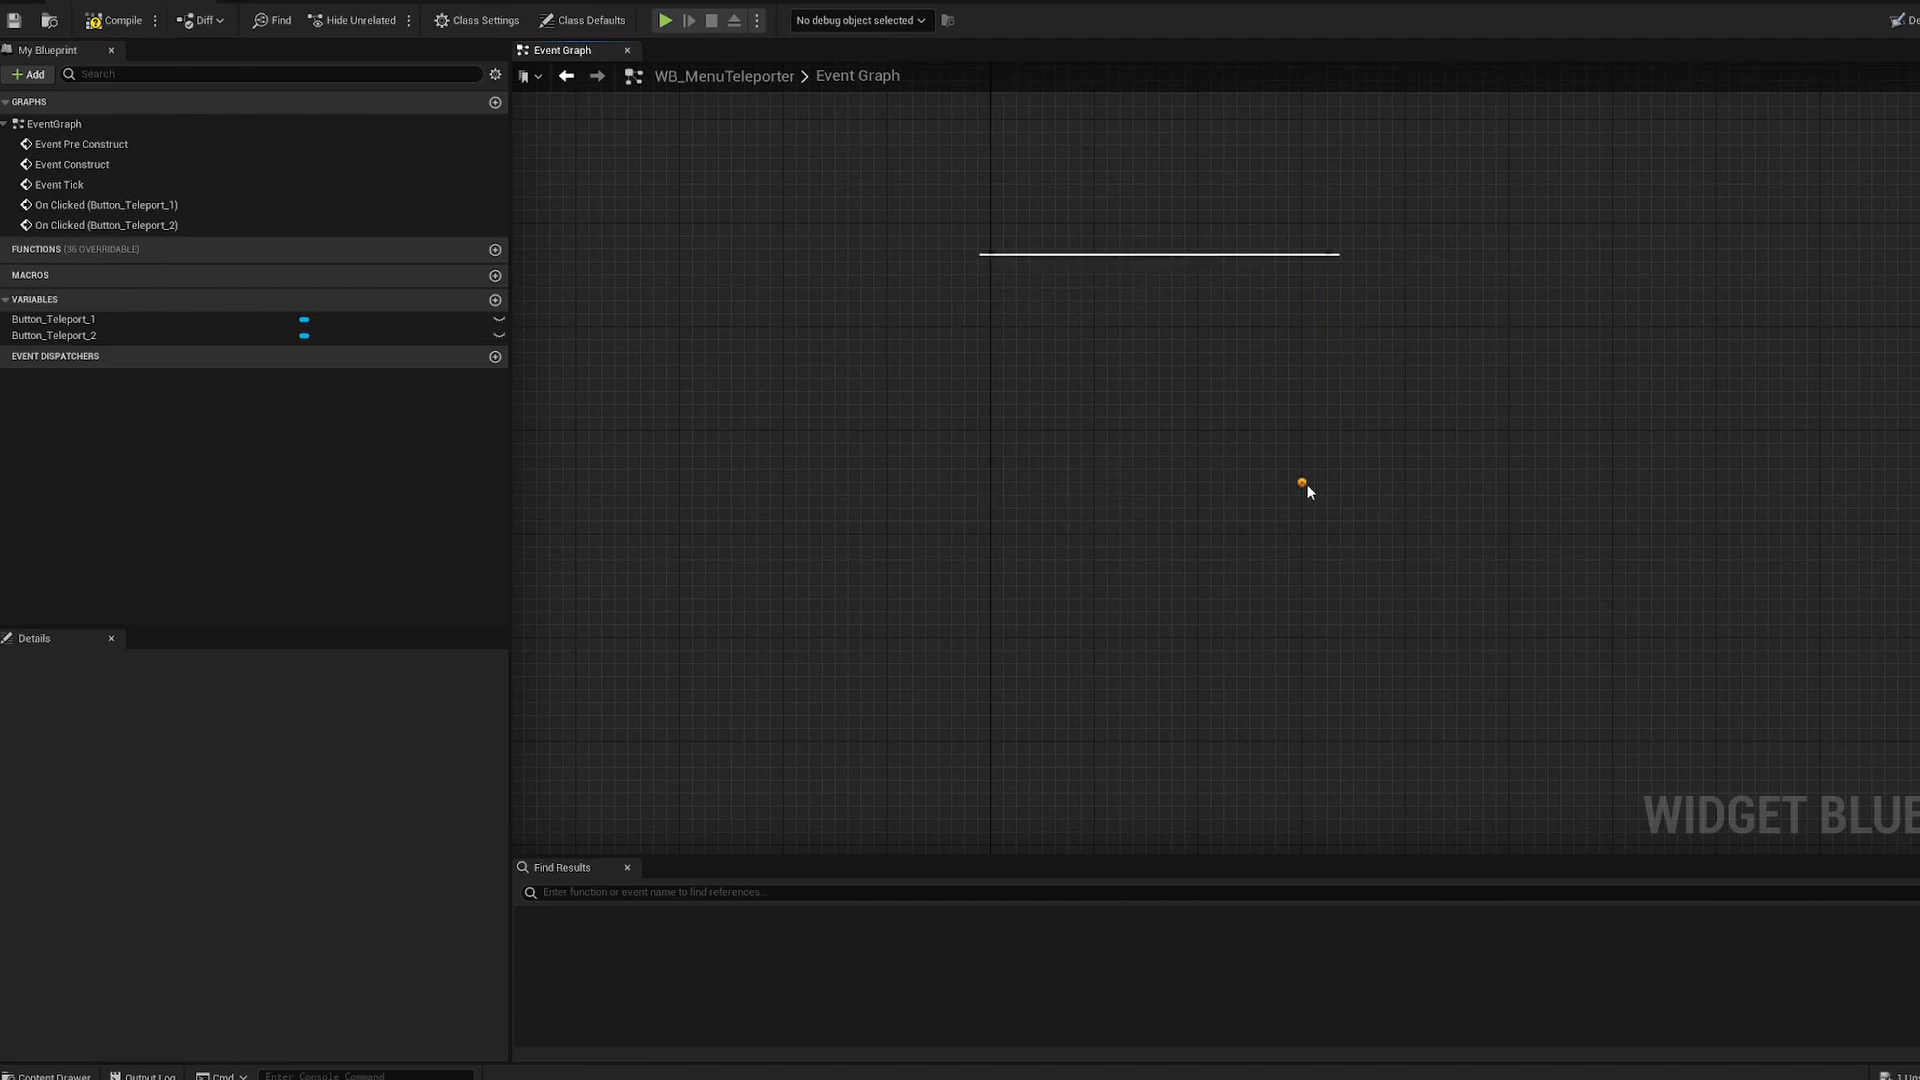 Compile
Diff
Find
Hide Unrelated
Class Settings
Class Defaults
No debug object selected
My Blueprint
Event Graph
Add
Search
WB_MenuTeleporter > Event Graph
GRAPHS
EventGraph
Event Pre Construct
Event Construct
Event Tick
On Clicked (Button_Teleport_1)
On Clicked (Button_Teleport_2)
FUNCTIONS (36 OVERRIDABLE)
MACROS
VARIABLES
Button_Teleport_1
Button_Teleport_2
EVENT DISPATCHERS
Details
WIDGET BLUE
Find Results
Enter function or event name to find references...
Content Drawer
Output Log
Cmd
Enter Console Command